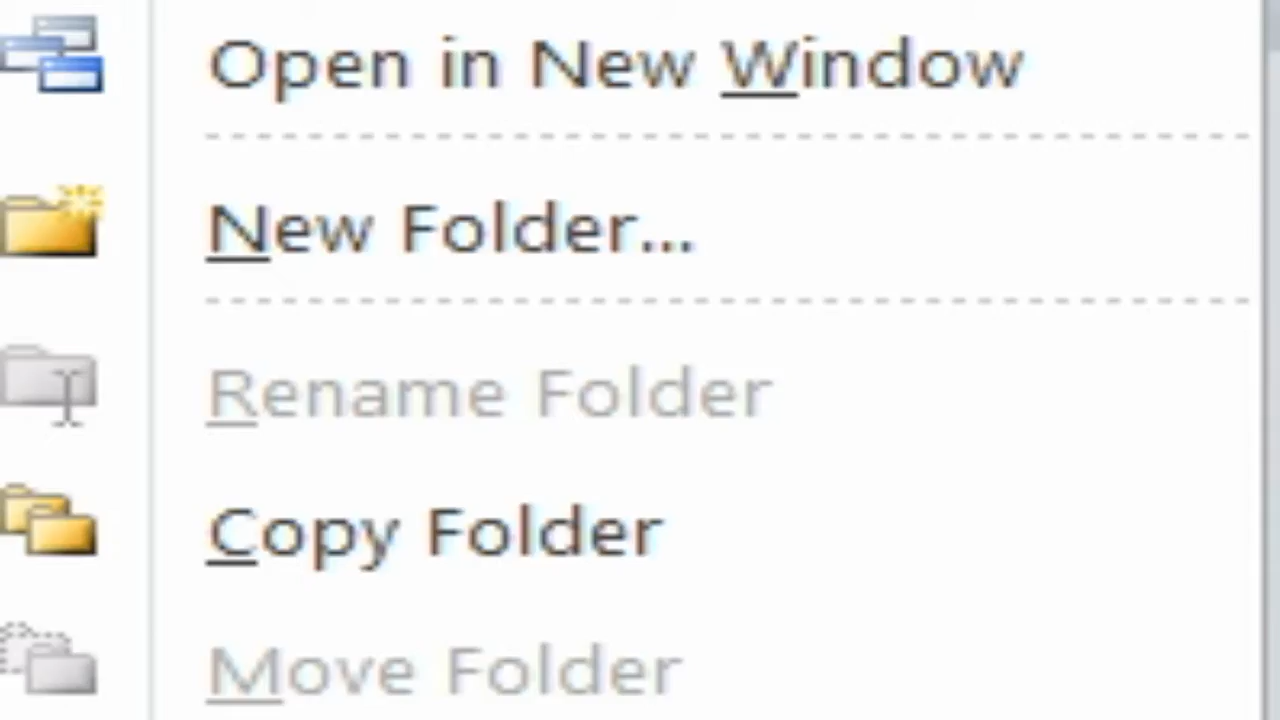 Open in New Window
New Folder...
Rename Folder
Copy Folder
Move Folder